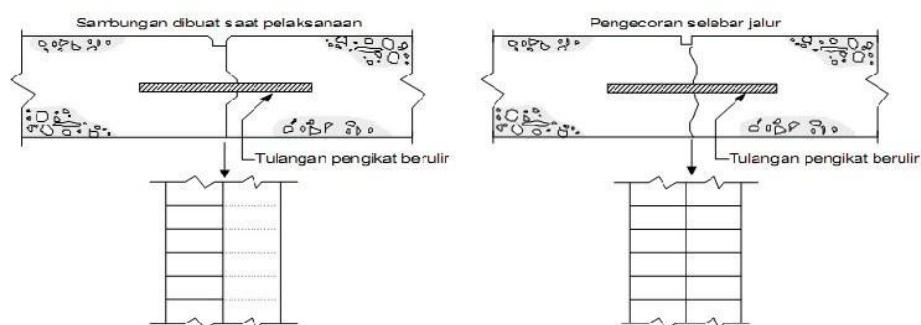 Sambungan dibuat saat pelaksanaan
Pengecoran selebar jalur
Tulangan pengikat berulir
Tulangan pengikat berulir